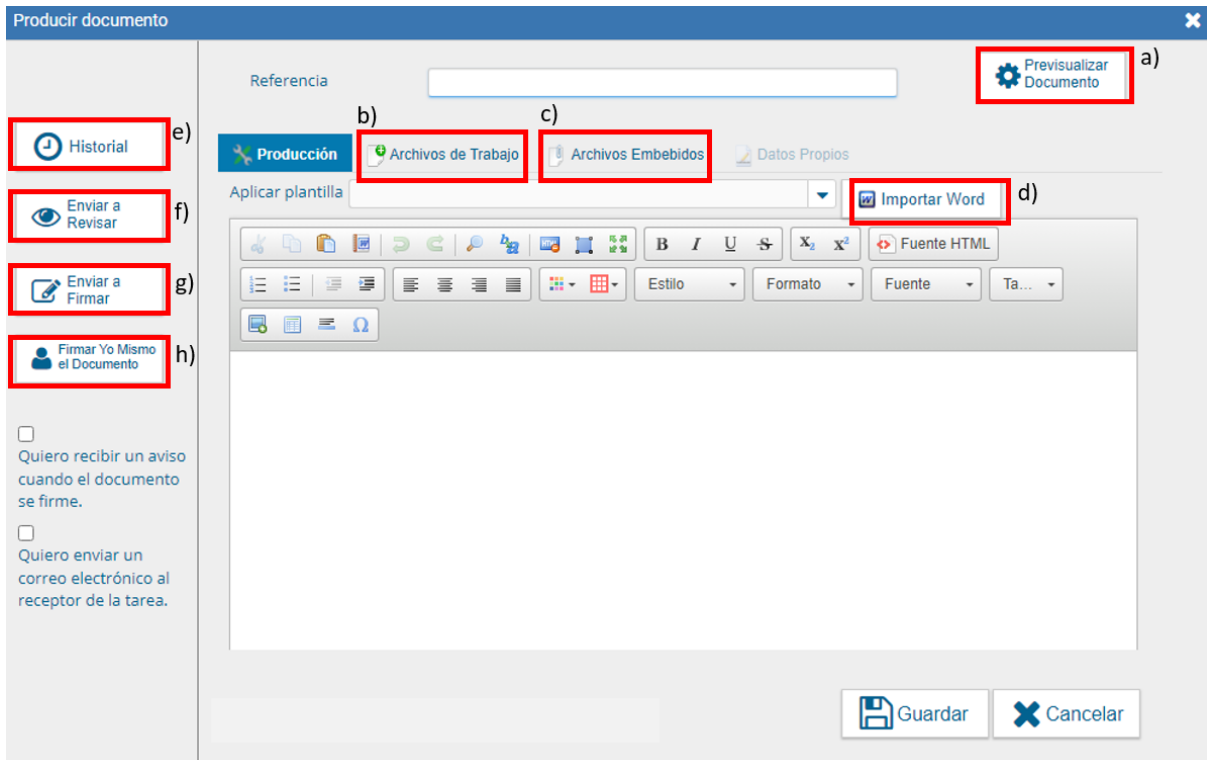 Producir documento
Referencia
Previsualizar
Documento
a)
b)
c)
Historial
e)
Producción
Archivos de Trabajo
Archivos Embebidos
Datos Propios
Aplicar plantilla
Importar Word
d)
Enviar a
Revisar
f)
B I U S X₂ X² Fuente HTML
Enviar a
Firmar
g)
Estilo
Formato
Fuente
Ta...
Ω
Firmar Yo Mismo
el Documento
h)
Quiero recibir un aviso
cuando el documento
se firme.
Quiero enviar un
correo electrónico al
receptor de la tarea.
Guardar
Cancelar